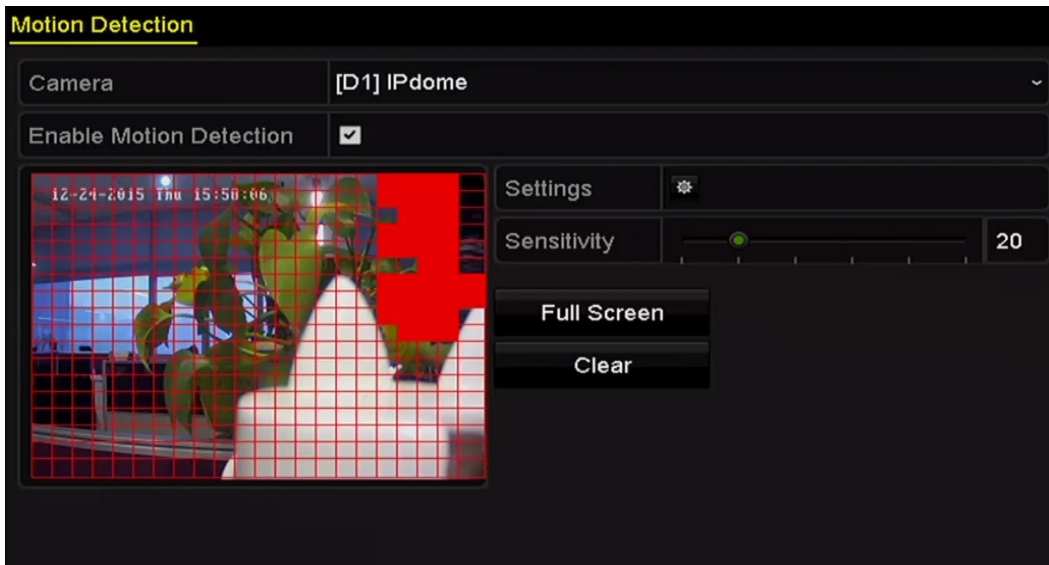 Motion Detection
Camera [D1] IPdome
Enable Motion Detection
12-24-2015 Thu 15:58:06
Settings
Sensitivity 20
Full Screen
Clear